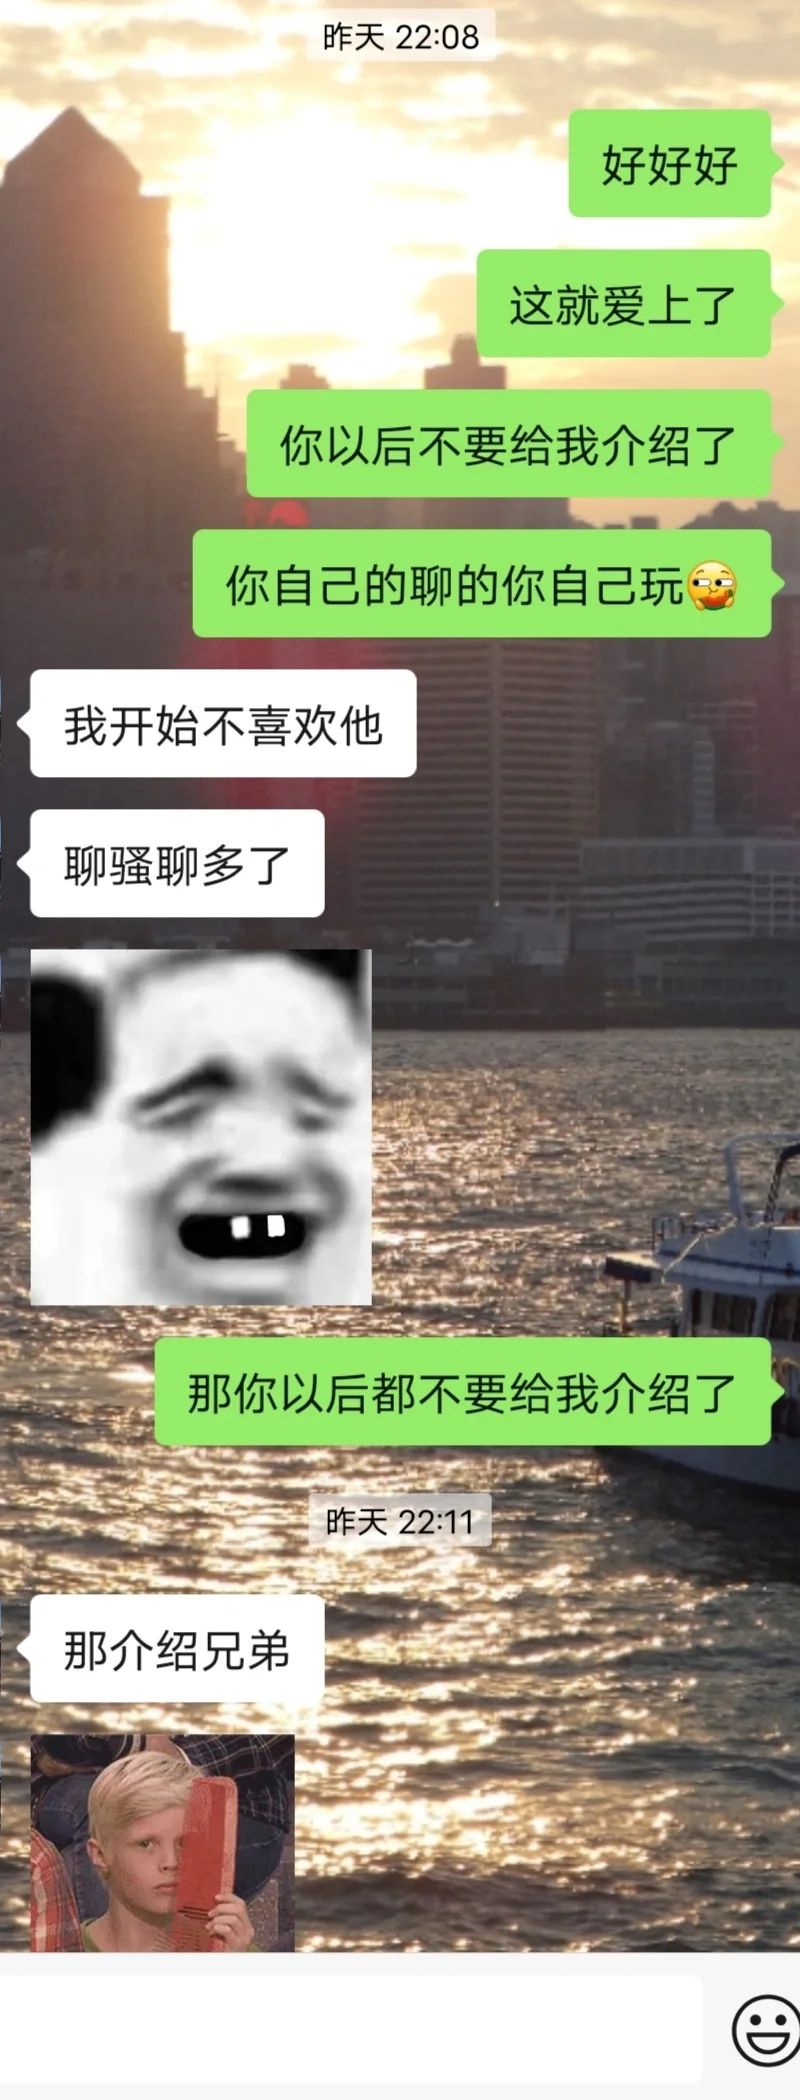 昨天 22:08
好好好
这就爱上了
你以后不要给我介绍了
你自己的聊的你自己玩
我开始不喜欢他
聊骚聊多了
那你以后都不要给我介绍了
昨天 22:11
那介绍兄弟